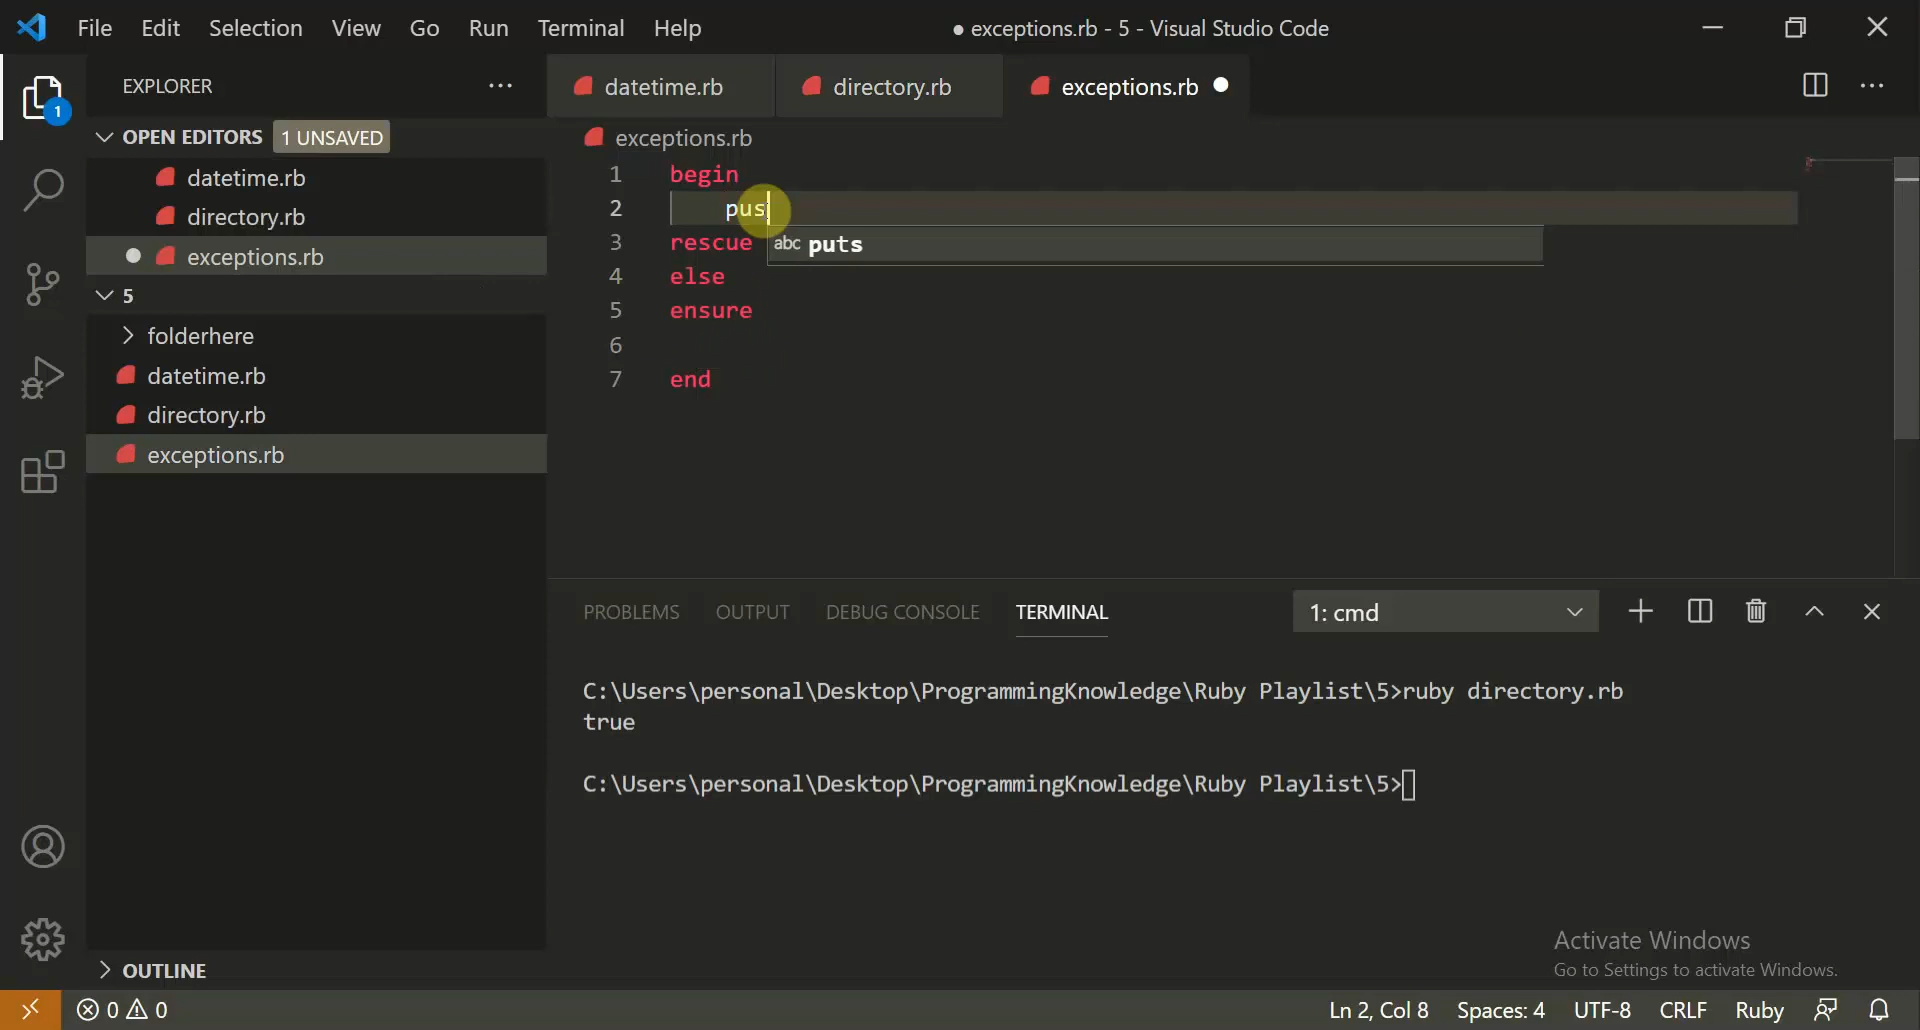 File Edit Selection View Go Run Terminal Help ● exceptions.rb - 5 - Visual Studio Code
EXPLORER
1
OPEN EDITORS 1 UNSAVED
datetime.rb
directory.rb
exceptions.rb
5
folderhere
datetime.rb
directory.rb
exceptions.rb
OUTLINE
datetime.rb directory.rb exceptions.rb
exceptions.rb
1 begin
2 pus
3 rescue
abc puts
4 else
5 ensure
6
7 end
PROBLEMS OUTPUT DEBUG CONSOLE TERMINAL 1: cmd
C:\Users\personal\Desktop\ProgrammingKnowledge\Ruby Playlist\5>ruby directory.rb
true
C:\Users\personal\Desktop\ProgrammingKnowledge\Ruby Playlist\5>
Activate Windows
Go to Settings to activate Windows.
0 0 Ln 2, Col 8 Spaces: 4 UTF-8 CRLF Ruby